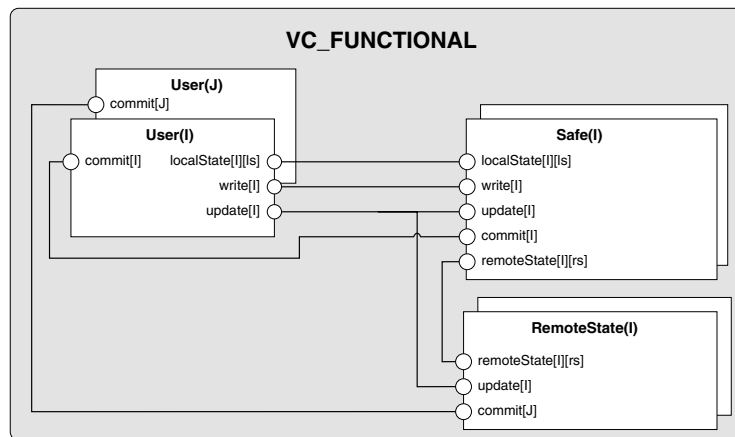 VC_FUNCTIONAL
User(J)
commit[J]
User(I)
commit[I] localState[I][ls]
write[I]
update[I]
Safe(I)
localState[I][ls]
write[I]
update[I]
commit[I]
remoteState[I][rs]
RemoteState(I)
remoteState[I][rs]
update[I]
commit[J]